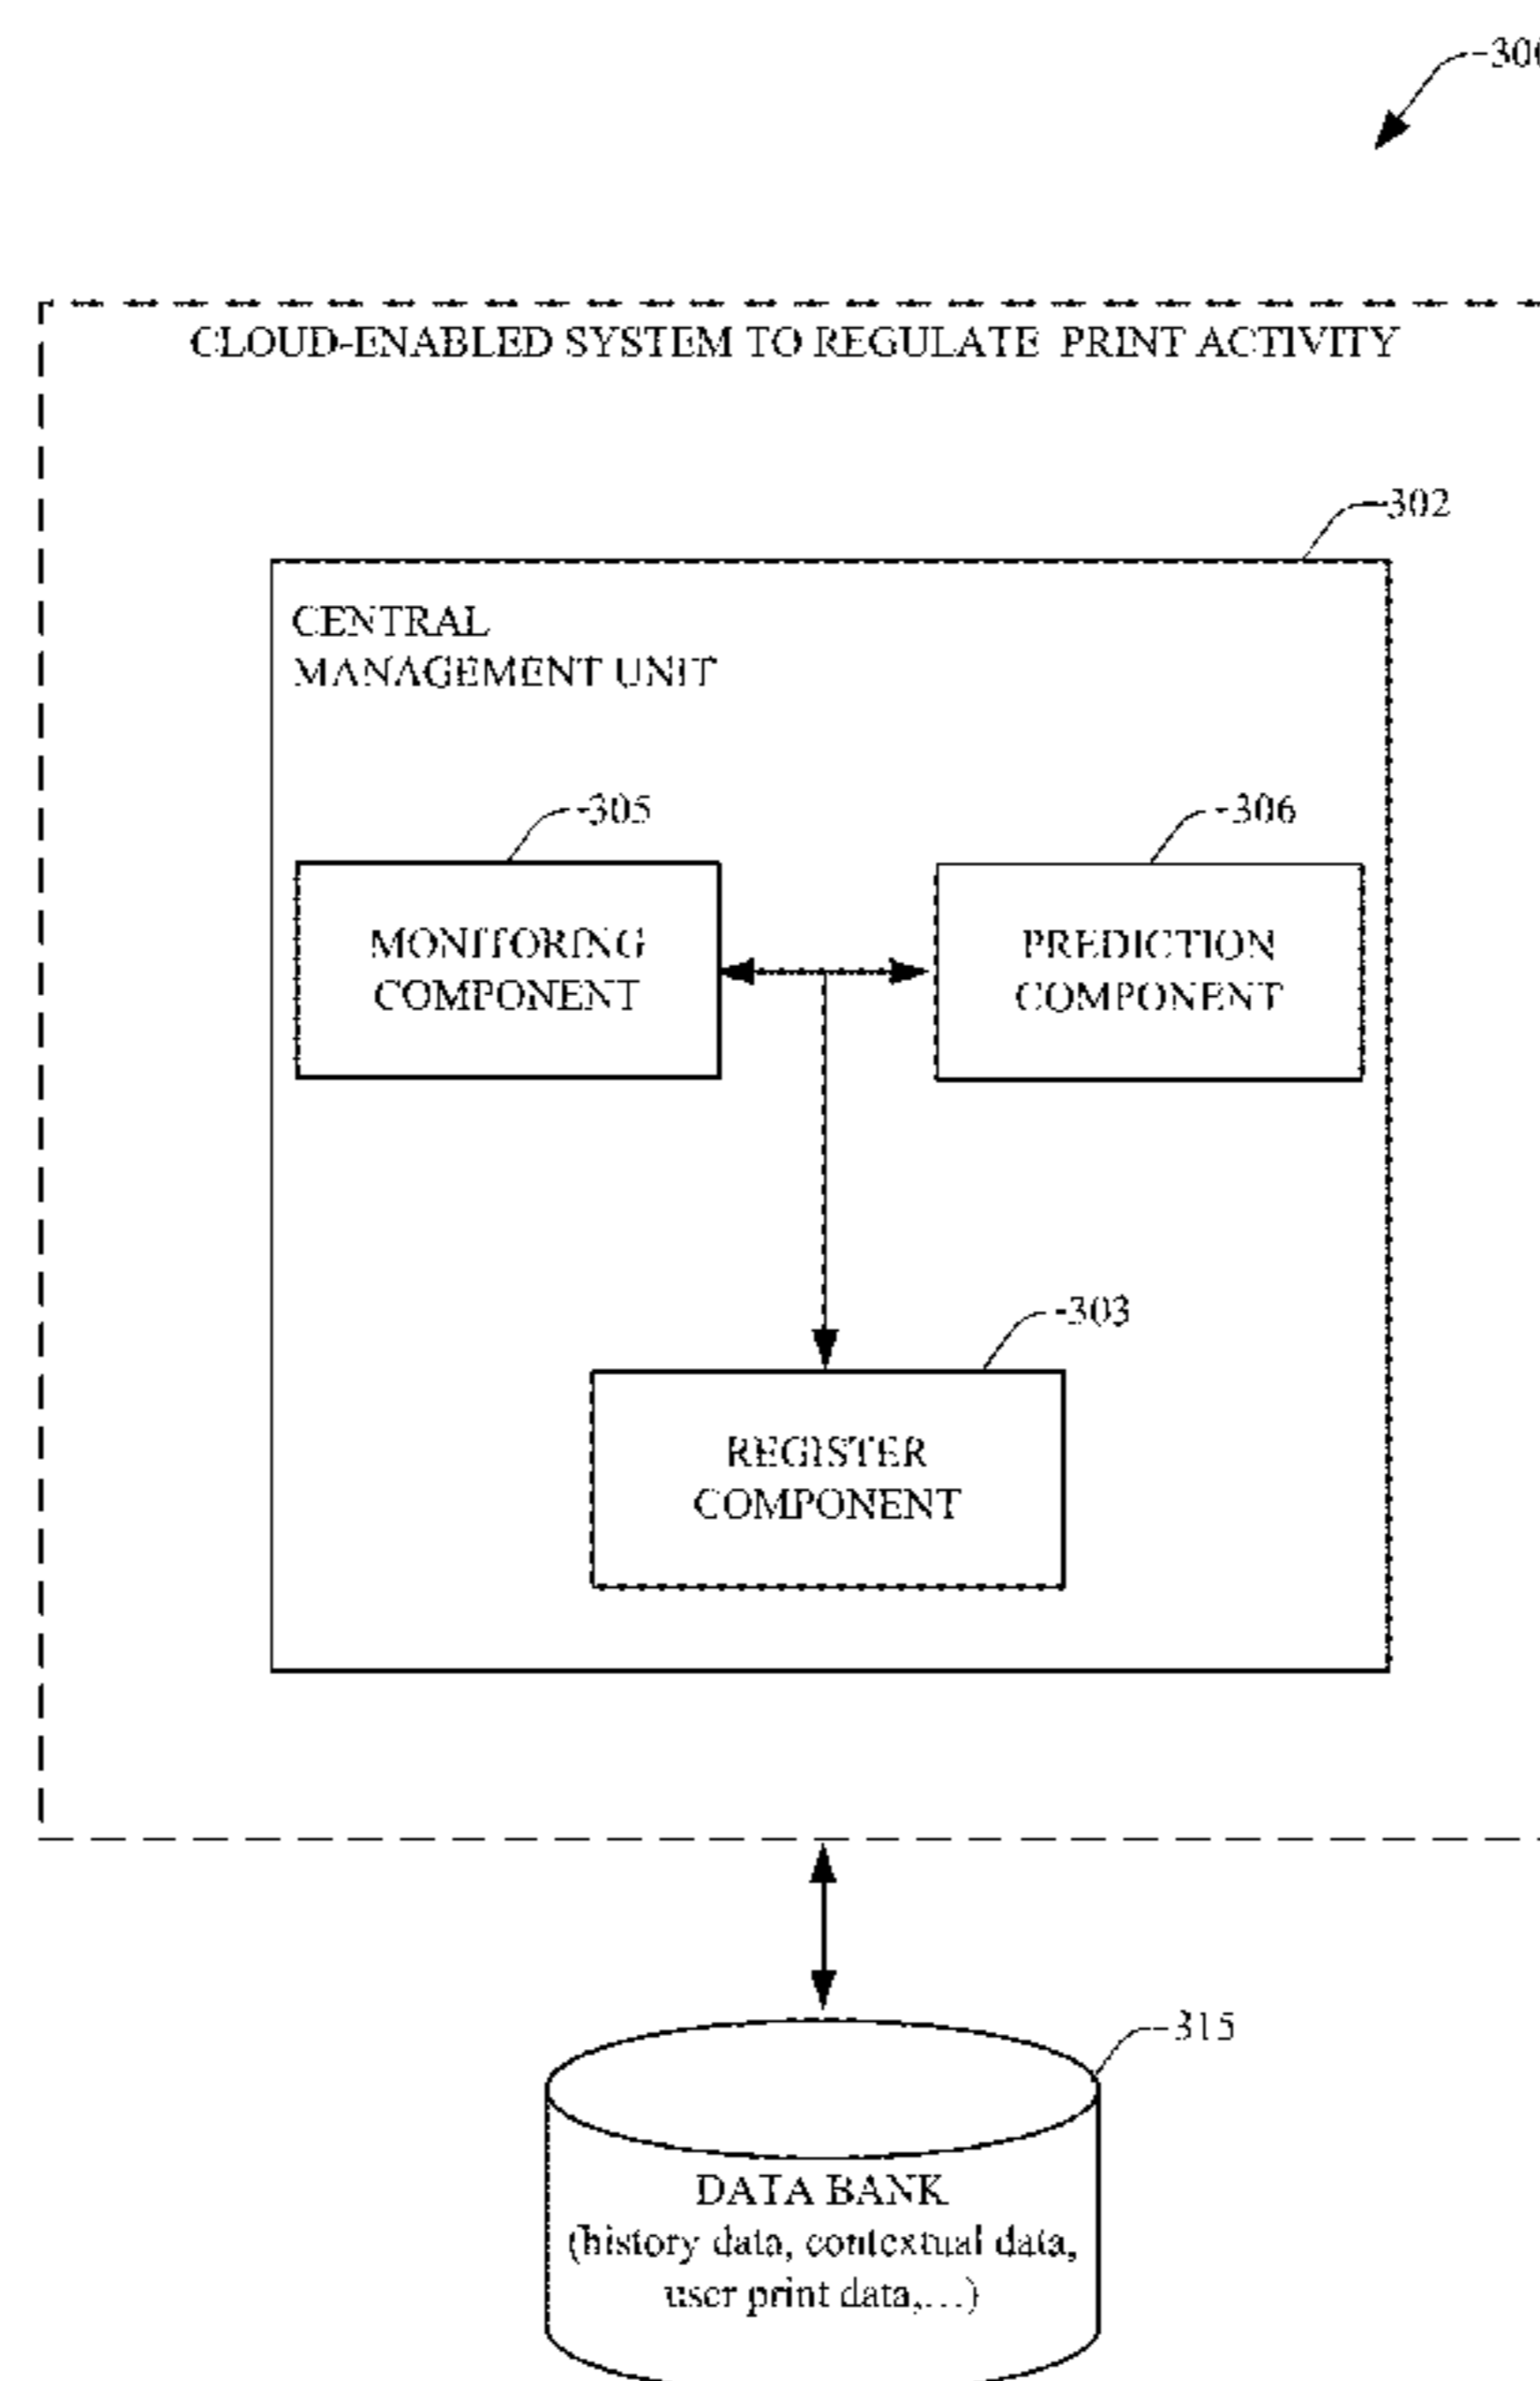 CLOUD-ENABLED SYSTEM TO REGULATE PRINT ACTIVITY
302
CENTRAL
MANAGEMENT UNIT
305
306
MONITORING
COMPONENT
PREDICTION
COMPONENT
303
REGISTER
COMPONENT
315
DATA BANK
(history data, contextual data,
user print data,...)